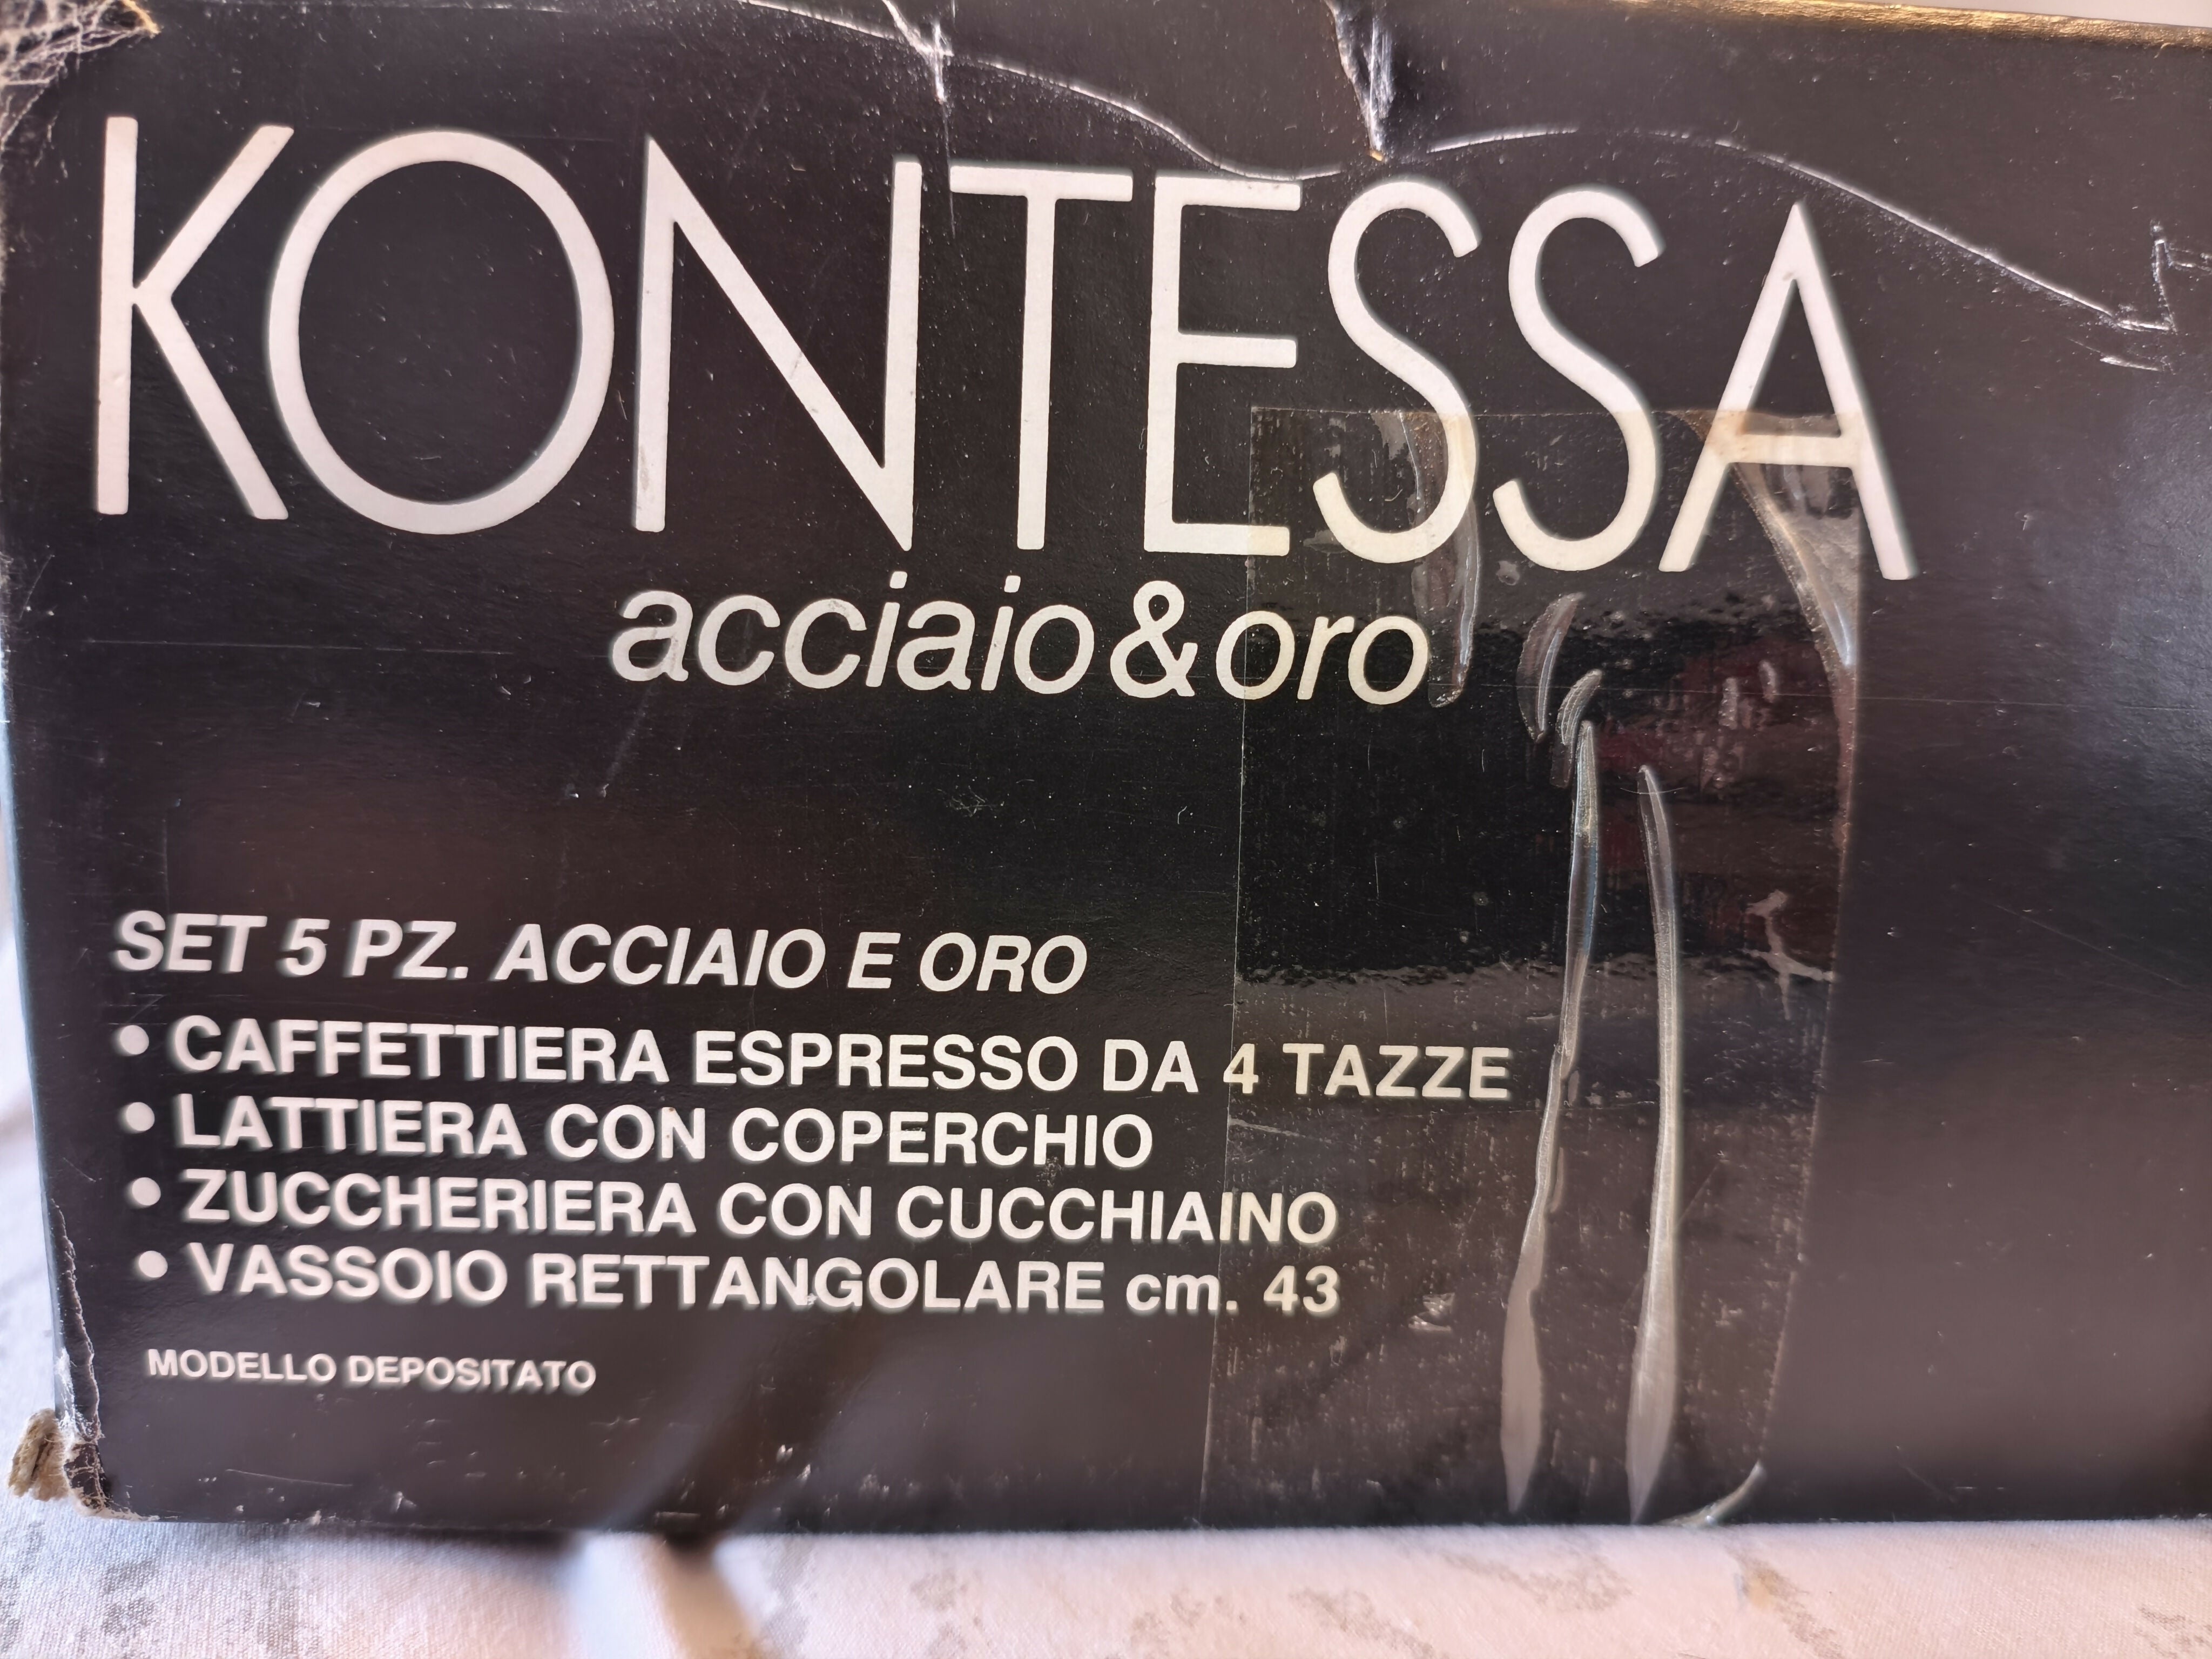 KONTESSA
acciaio & oro
SET 5 PZ. ACCIAIO E ORO
• CAFFETTIERA ESPRESSO DA 4 TAZZE
• LATTIERA CON COPERCHIO
• ZUCCHERIERA CON CUCCHIAINO
• VASSOIO RETTANGOLARE cm. 43
MODELLO DEPOSITATO